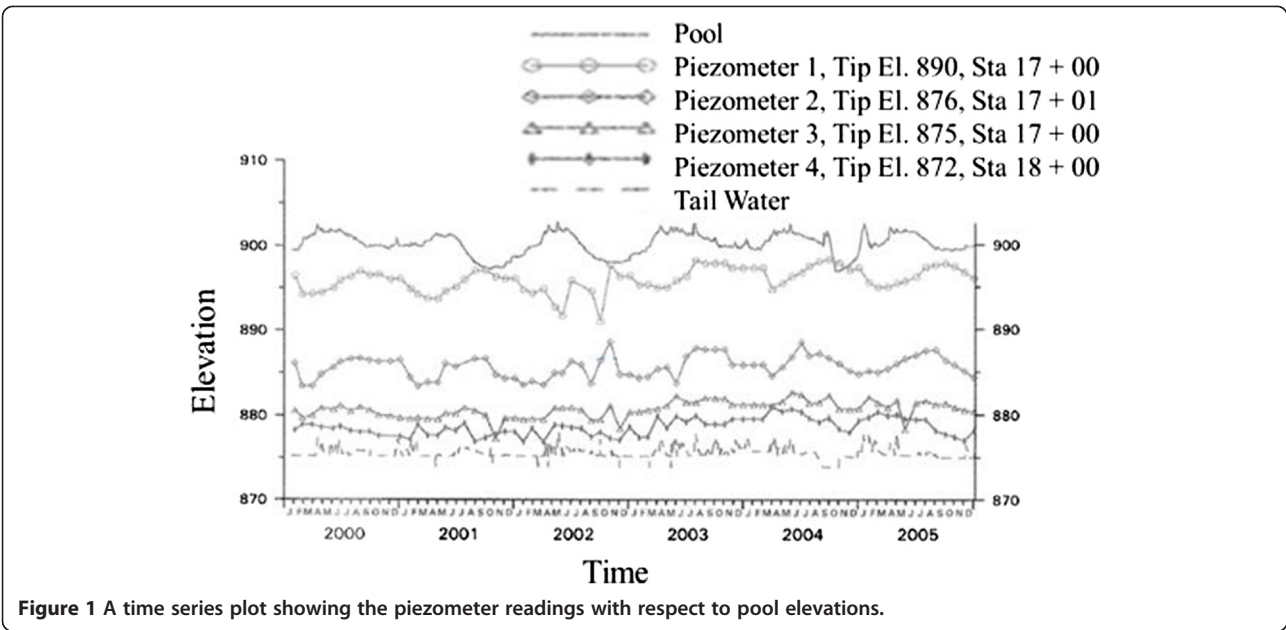 Pool
Piezometer 1, Tip El. 890, Sta 17 + 00
Piezometer 2, Tip El. 876, Sta 17 + 01
Piezometer 3, Tip El. 875, Sta 17 + 00
Piezometer 4, Tip El. 872, Sta 18 + 00
Tail Water
910
900 900
890 890
880 880
870 870
Elevation
J F M A M J J A S O N D J F M A M J J A S O N D J F M A M J J A S O N D J F M A M J J A S O N D J F M A M J J A S O N D J F M A M J J A S O N D
2000 2001 2002 2003 2004 2005
Time
Figure 1 A time series plot showing the piezometer readings with respect to pool elevations.